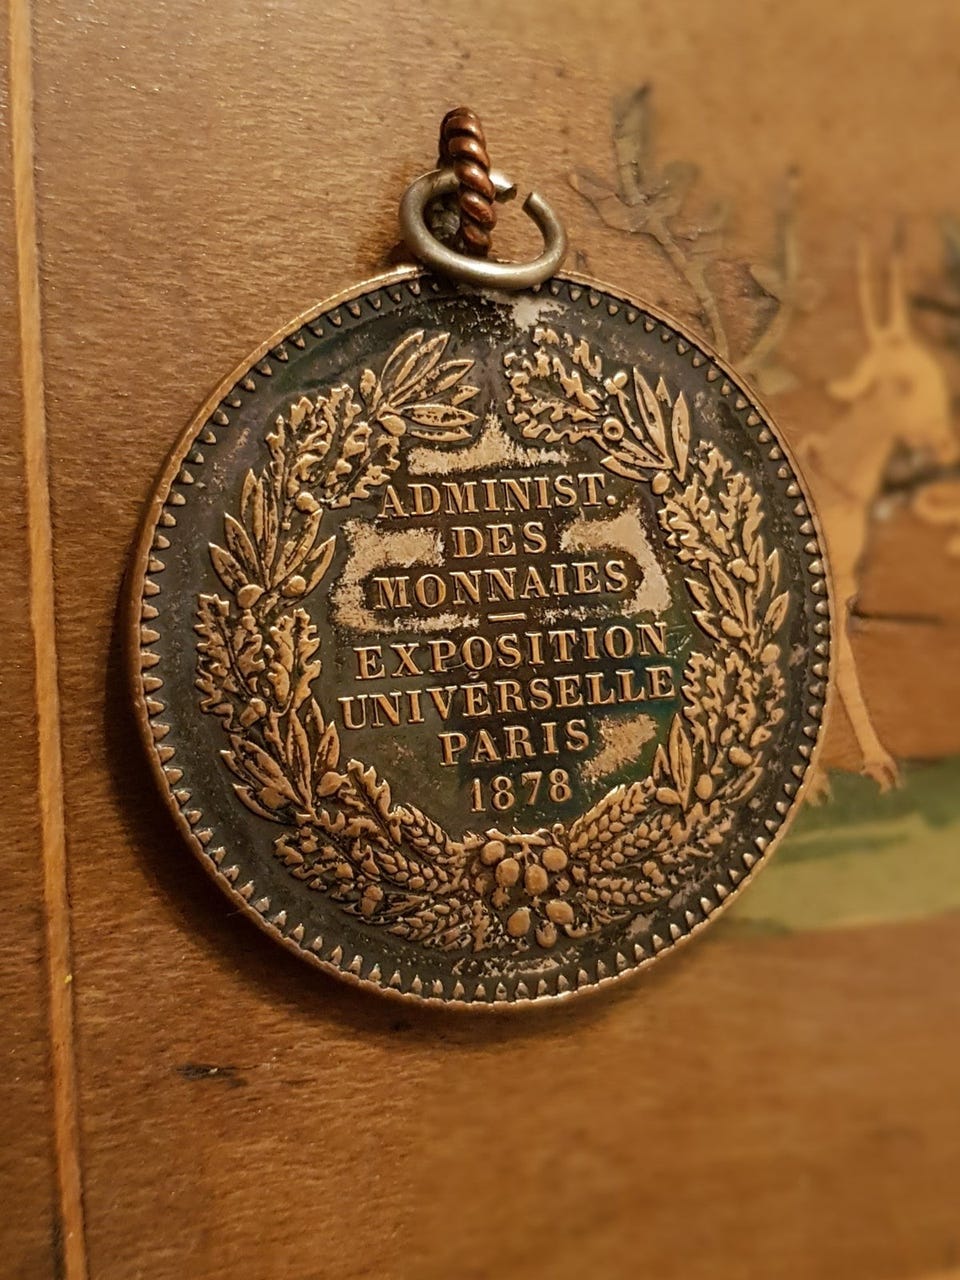 ADMINIST.
DES
MONNAIES
—
EXPOSITION
UNIVERSELLE
PARIS
1878